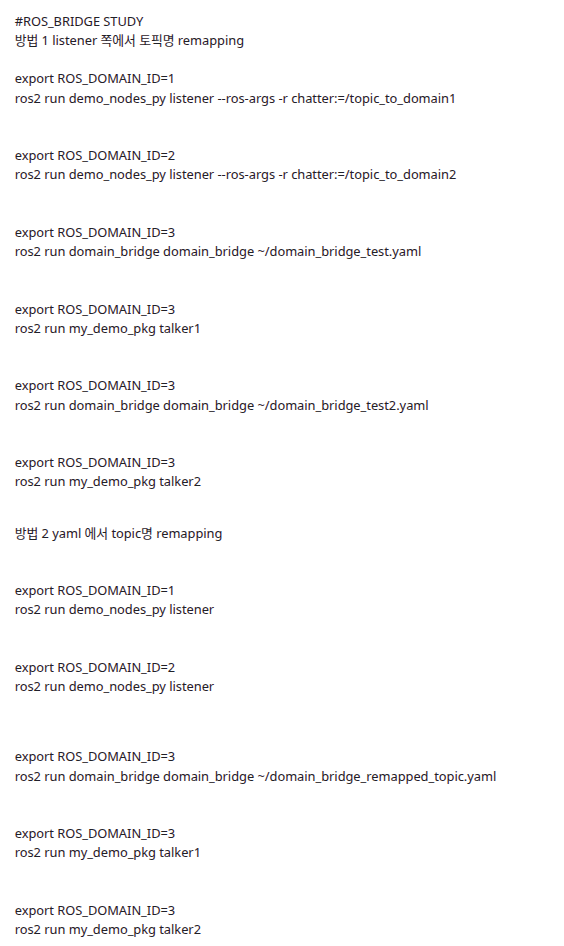 #ROS_BRIDGE STUDY
방법 1 listener 쪽에서 토픽명 remapping
export ROS_DOMAIN_ID=1
ros2 run demo_nodes_py listener --ros-args -r chatter:=/topic_to_domain1
export ROS_DOMAIN_ID=2
ros2 run demo_nodes_py listener --ros-args -r chatter:=/topic_to_domain2
export ROS_DOMAIN_ID=3
ros2 run domain_bridge domain_bridge ~/domain_bridge_test.yaml
export ROS_DOMAIN_ID=3
ros2 run my_demo_pkg talker1
export ROS_DOMAIN_ID=3
ros2 run domain_bridge domain_bridge ~/domain_bridge_test2.yaml
export ROS_DOMAIN_ID=3
ros2 run my_demo_pkg talker2
방법 2 yaml 에서 topic명 remapping
export ROS_DOMAIN_ID=1
ros2 run demo_nodes_py listener
export ROS_DOMAIN_ID=2
ros2 run demo_nodes_py listener
export ROS_DOMAIN_ID=3
ros2 run domain_bridge domain_bridge ~/domain_bridge_remapped_topic.yaml
export ROS_DOMAIN_ID=3
ros2 run my_demo_pkg talker1
export ROS_DOMAIN_ID=3
ros2 run my_demo_pkg talker2